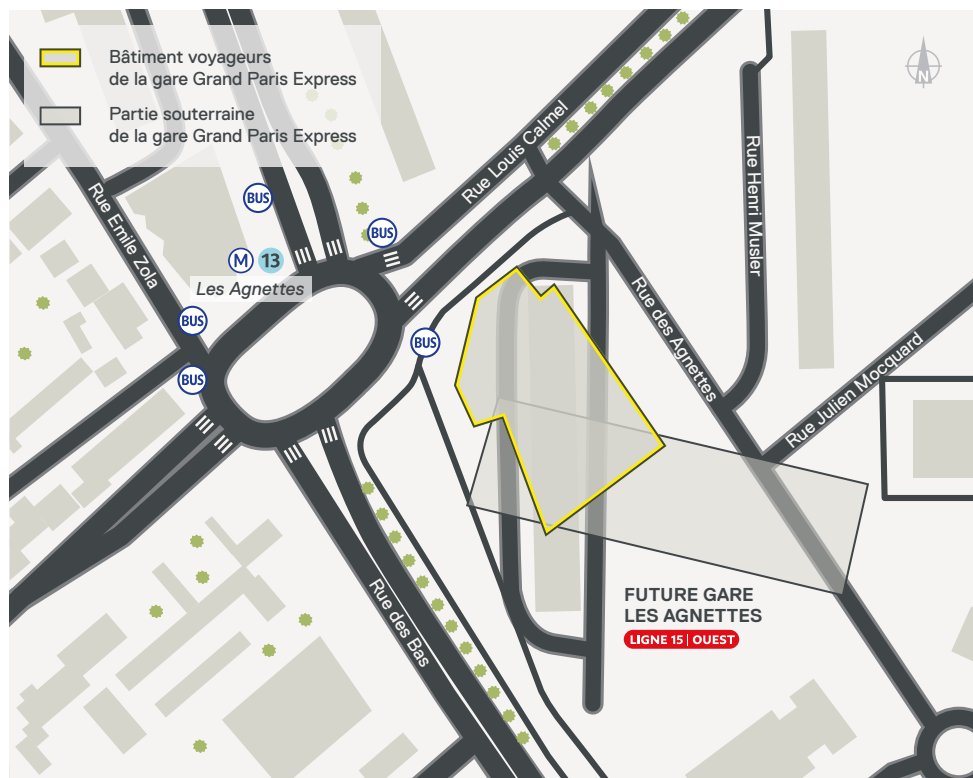 Bâtiment voyageurs
de la gare Grand Paris Express
Partie souterraine
de la gare Grand Paris Express
N
Rue Louis Calmel
Rue Henri Musler
Rue Emile Zola
BUS
BUS
M 13
Les Agnettes
BUS
BUS
BUS
Rue des Agnettes
Rue Julien Mocquard
Rue des Bas
FUTURE GARE
LES AGNETTES
LIGNE 15 | OUEST